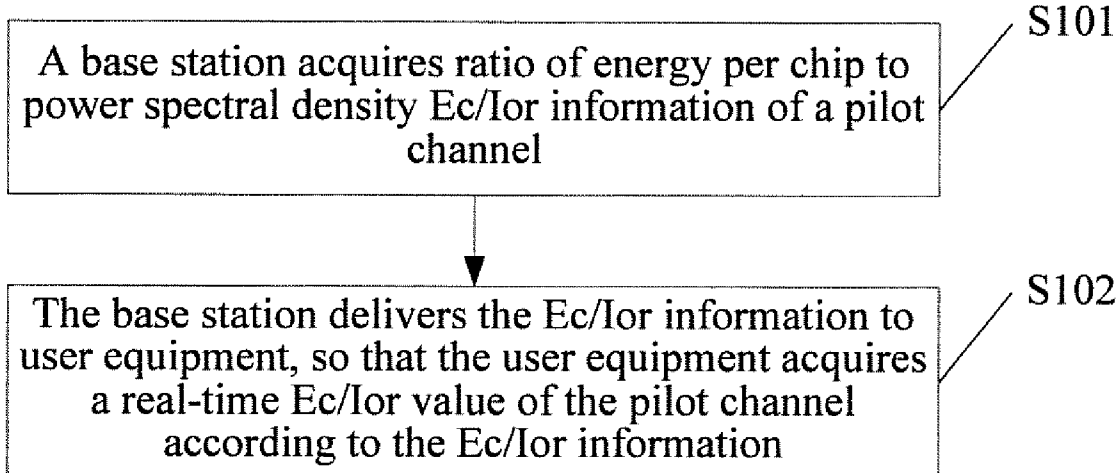 S101
A base station acquires ratio of energy per chip to
power spectral density Ec/Ior information of a pilot
channel
S102
The base station delivers the Ec/Ior information to
user equipment, so that the user equipment acquires
a real-time Ec/Ior value of the pilot channel
according to the Ec/Ior information